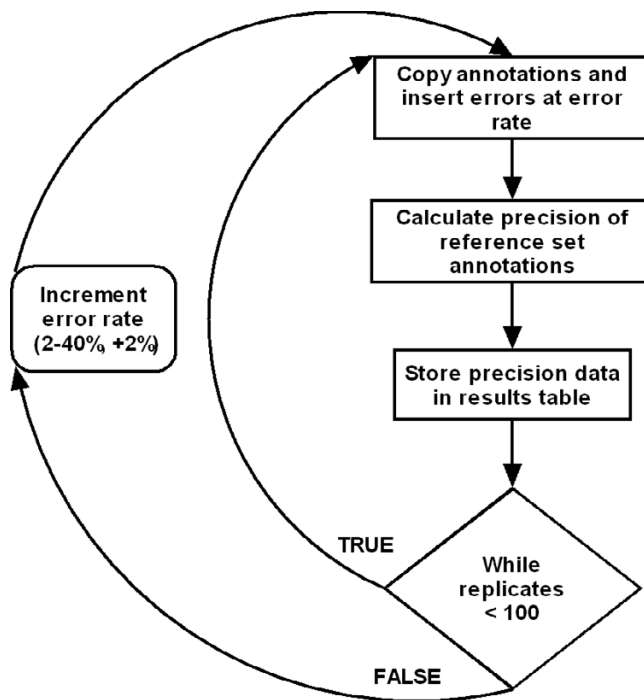 Copy annotations and
insert errors at error
rate
Calculate precision of
reference set
annotations
Increment
error rate
(2-40%, +2%)
Store precision data
in results table
TRUE
While
replicates
< 100
FALSE